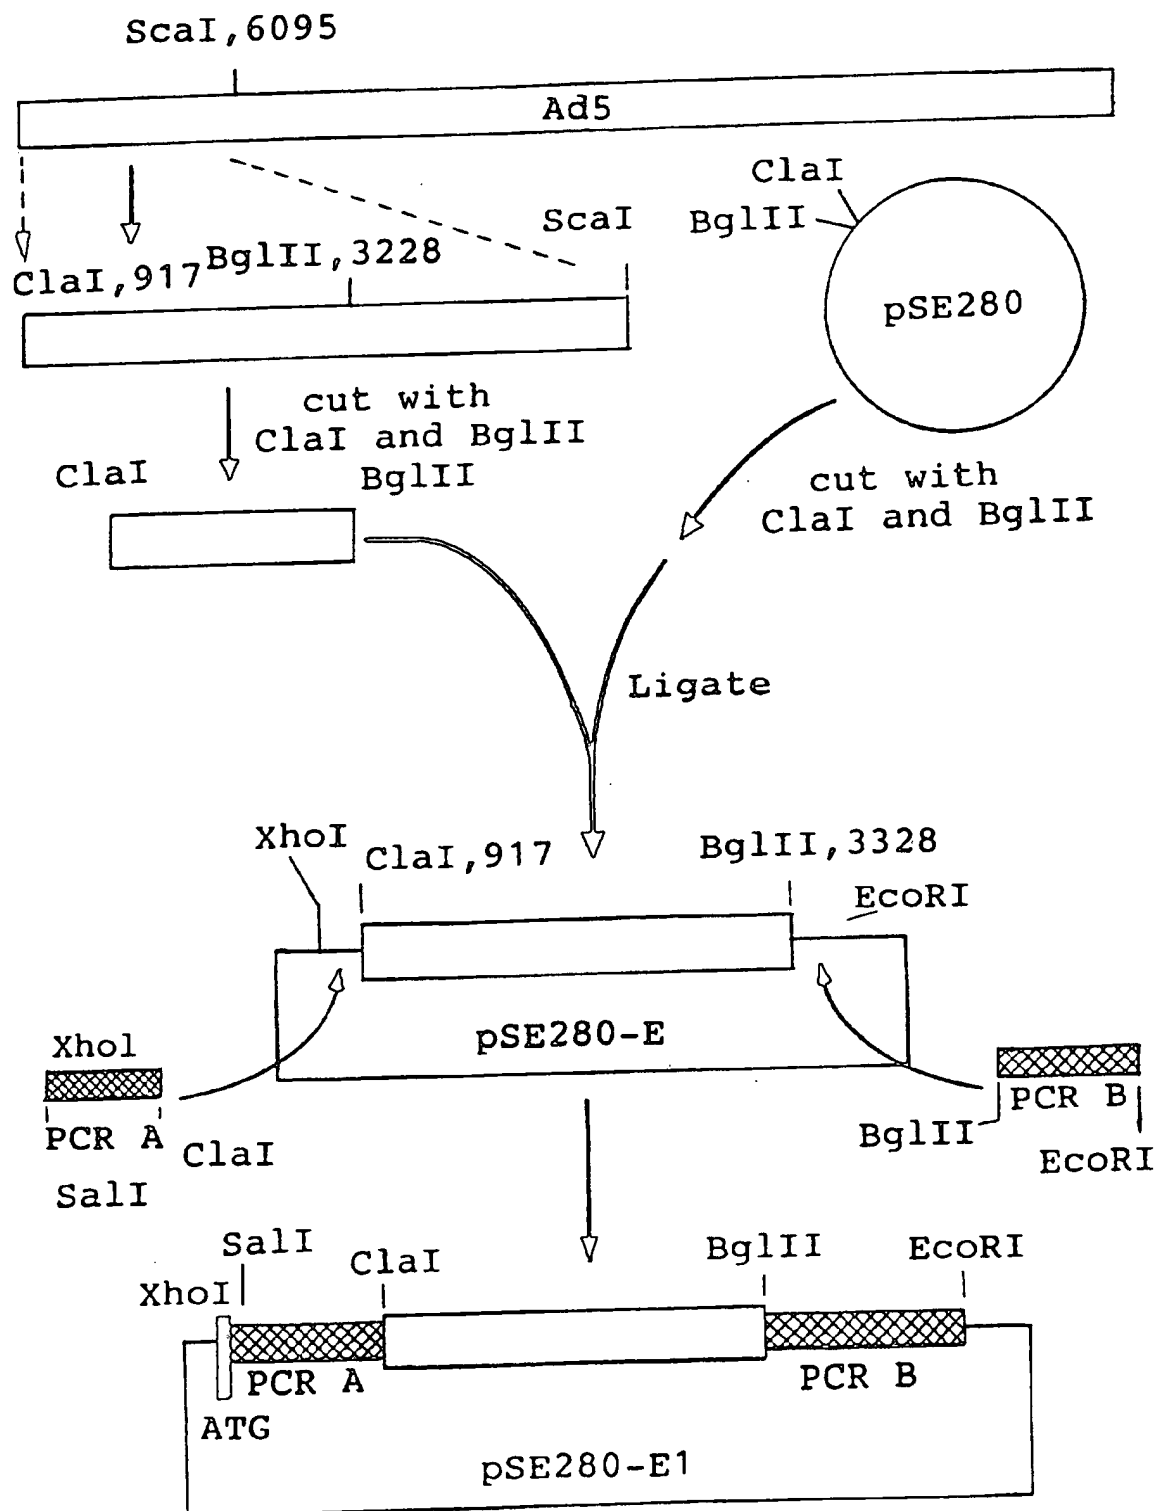 ScaI,6095
Ad5
ClaI
BglII
ScaI
ClaI,917
BglII,3228
pSE280
cut with
ClaI and BglII
ClaI
BglII
cut with
ClaI and BglII
Ligate
XhoI
ClaI,917
BglII,3328
EcoRI
pSE280-E
Xhol
PCR A
ClaI
SalI
PCR B
BglII
EcoRI
SalI
ClaI
BglII
EcoRI
XhoI
PCR A
PCR B
ATG
pSE280-E1